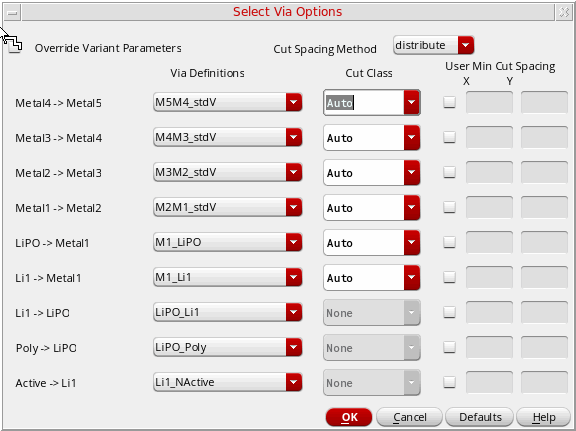 Select Via Options
Override Variant Parameters Cut Spacing Method distribute
Via Definitions Cut Class User Min Cut Spacing
X Y
Metal4 -> Metal5 M5M4_stdV Auto
Metal3 -> Metal4 M4M3_stdV Auto
Metal2 -> Metal3 M3M2_stdV Auto
Metal1 -> Metal2 M2M1_stdV Auto
LiPO -> Metal1 M1_LiPO Auto
Li1 -> Metal1 M1_Li1 Auto
Li1 -> LiPO LiPO_Li1 None
Poly -> LiPO LiPO_Poly None
Active -> Li1 Li1_NActive None
OK Cancel Defaults Help